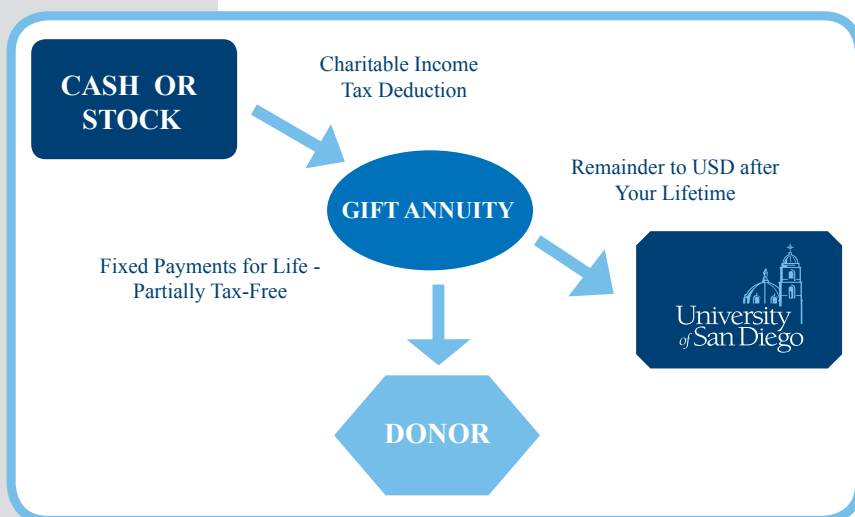 CASH OR
STOCK
Charitable Income
Tax Deduction
GIFT ANNUITY
Remainder to USD after
Your Lifetime
Fixed Payments for Life -
Partially Tax-Free
University
of San Diego
DONOR